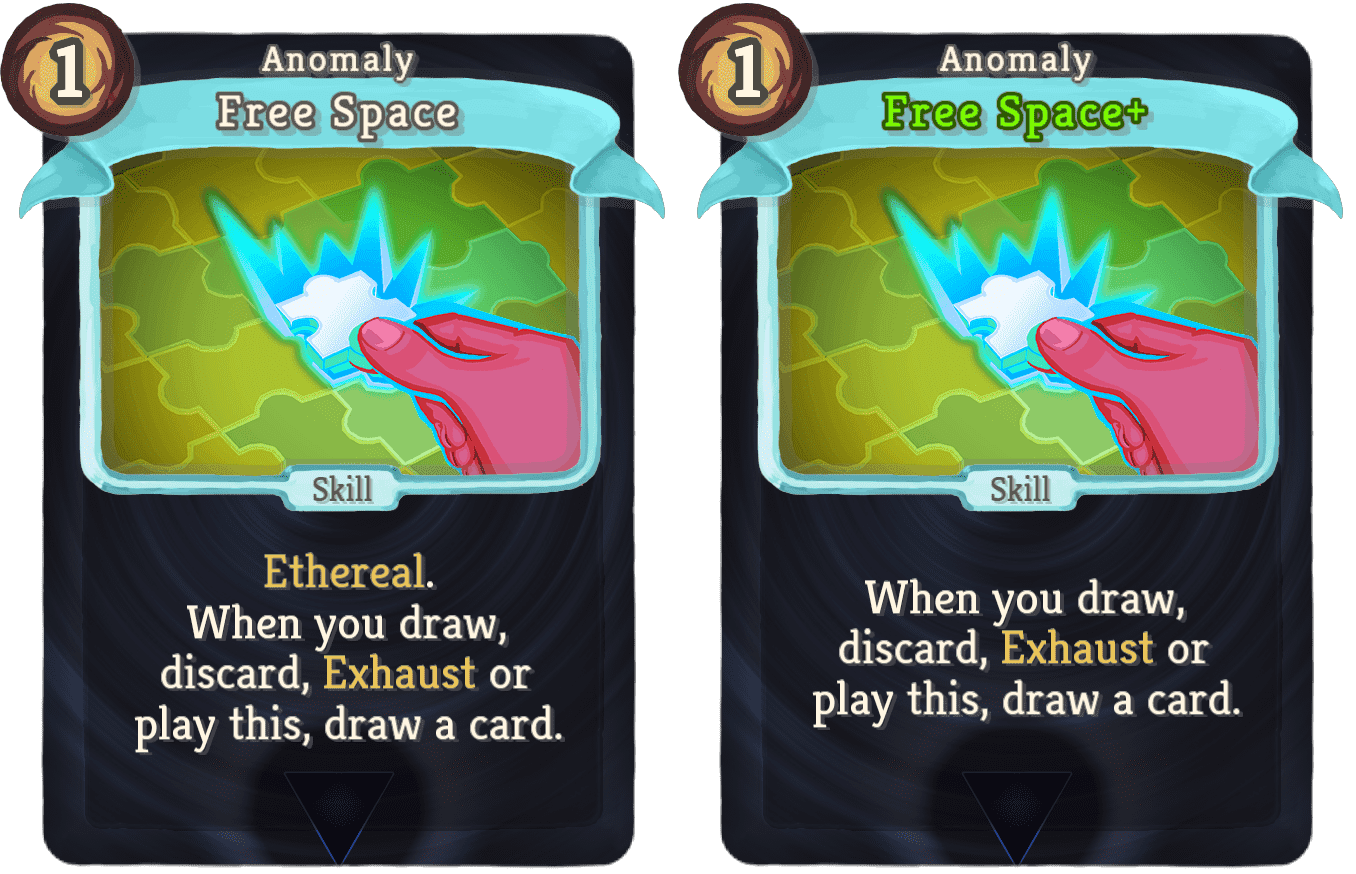 1
Anomaly
Free Space
Skill
Ethereal.
When you draw,
discard, Exhaust or
play this, draw a card.
1
Anomaly
Free Space+
Skill
When you draw,
discard, Exhaust or
play this, draw a card.